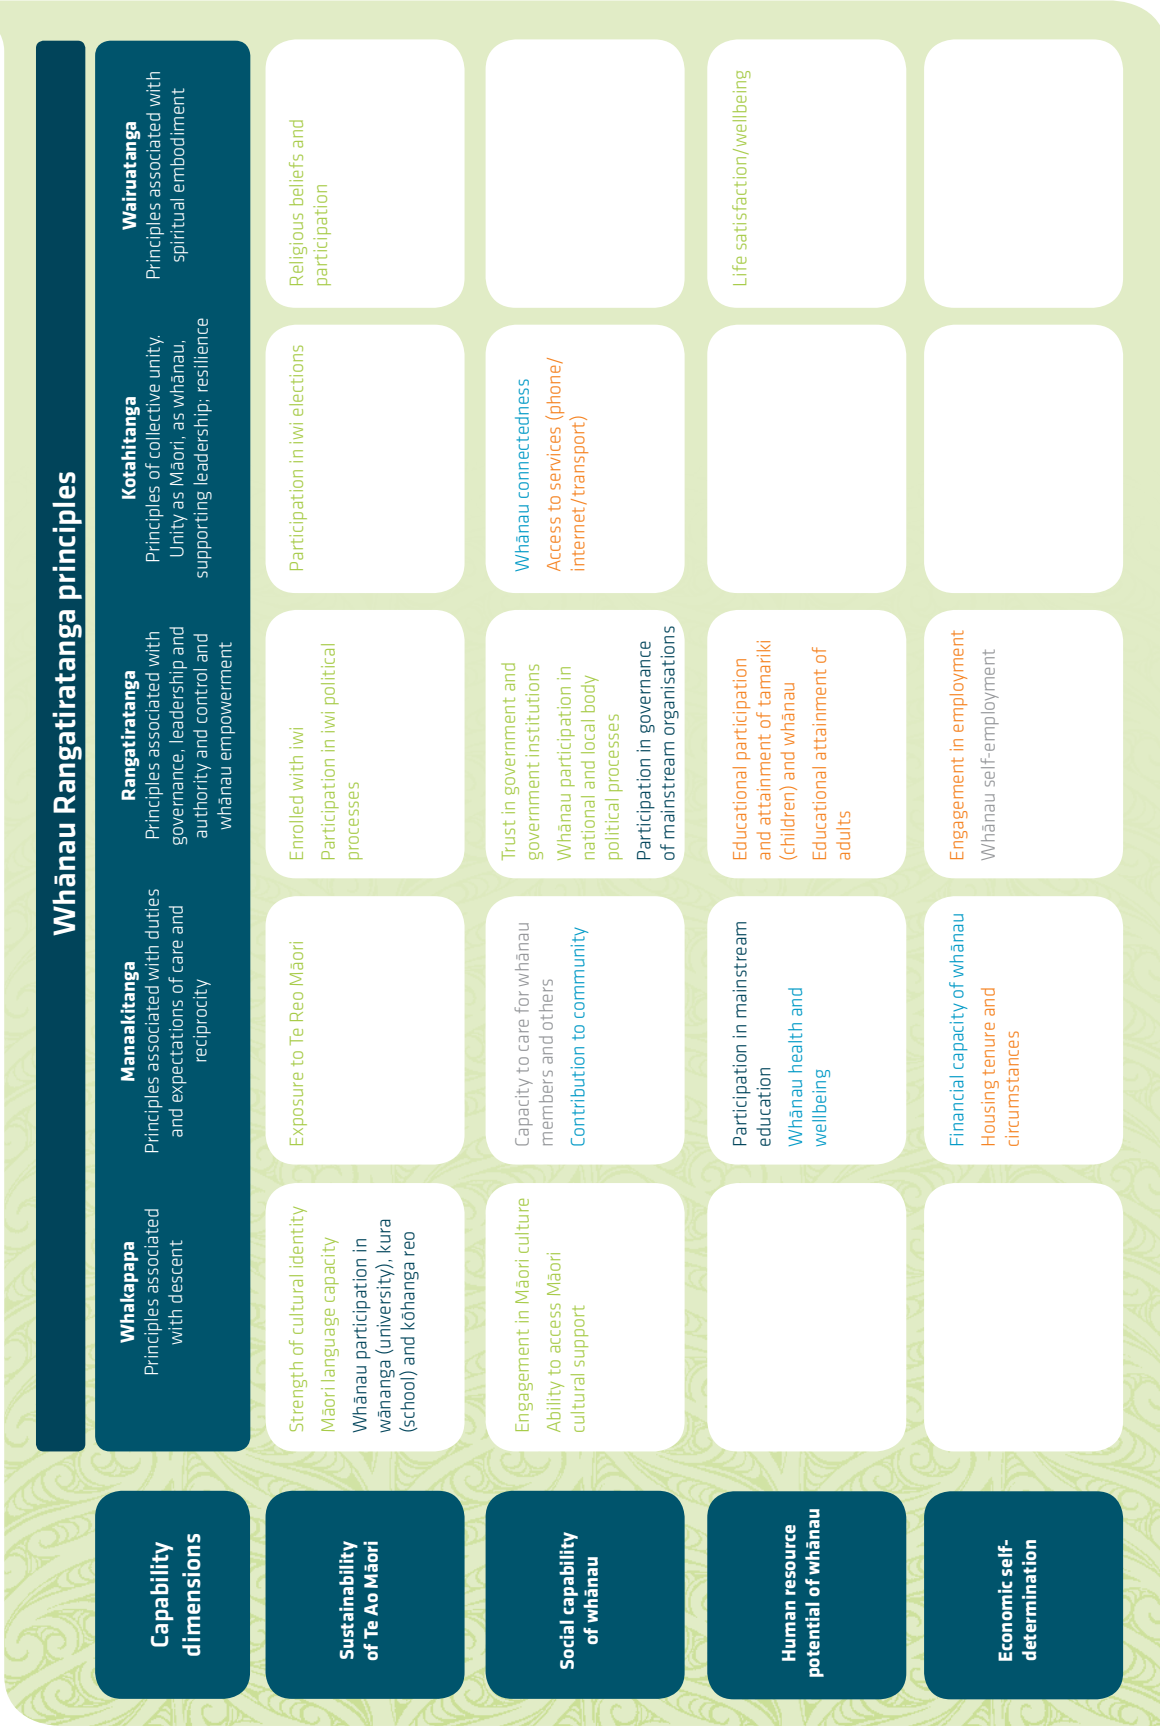 Whānau Rangatiratanga principles
Capability
dimensions
Whakapapa
Principles associated
with descent
Manaakitanga
Principles associated with duties
and expectations of care and
reciprocity
Rangatiratanga
Principles associated with
governance, leadership and
authority and control and
whānau empowerment
Kotahitanga
Principles of collective unity.
Unity as Māori, as whānau,
supporting leadership; resilience
Wairuatanga
Principles associated with
spiritual embodiment
Sustainability
of Te Ao Māori
Strength of cultural identity
Māori language capacity
Whānau participation in
wānanga (university), kura
(school) and kōhanga reo
Exposure to Te Reo Māori
Enrolled with iwi
Participation in iwi political
processes
Participation in iwi elections
Religious beliefs and
participation
Social capability
of whānau
Engagement in Māori culture
Ability to access Māori
cultural support
Capacity to care for whānau
members and others
Contribution to community
Trust in government and
government institutions
Whānau participation in
national and local body
political processes
Participation in governance
of mainstream organisations
Whānau connectedness
Access to services (phone/
internet/transport)
Human resource
potential of whānau
Participation in mainstream
education
Whānau health and
wellbeing
Educational participation
and attainment of tamariki
(children) and whānau
Educational attainment of
adults
Life satisfaction/wellbeing
Economic self-
determination
Financial capacity of whānau
Housing tenure and
circumstances
Engagement in employment
Whānau self-employment